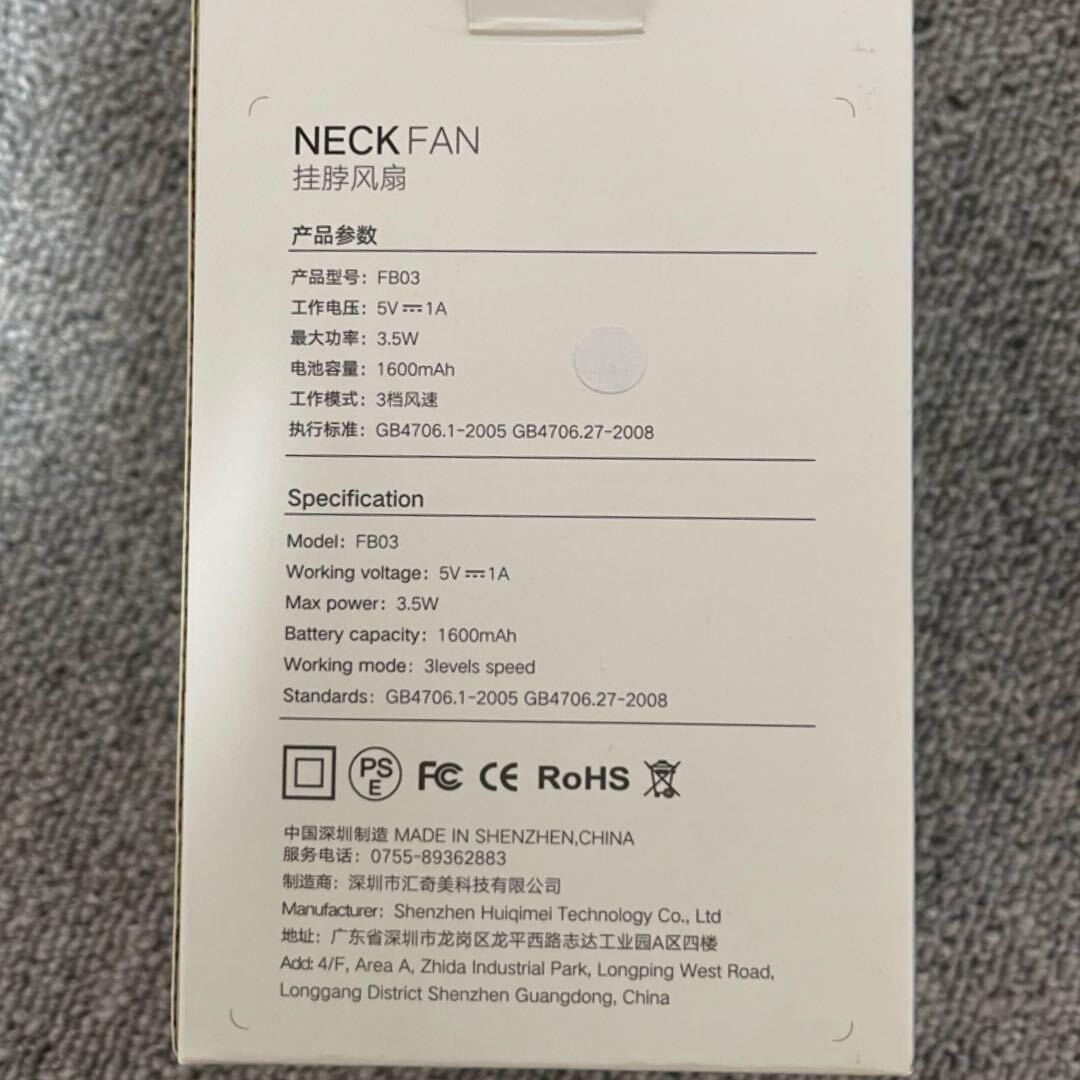 NECK FAN
挂脖风扇
产品参数
产品型号：FB03
工作电压：5V⎓1A
最大功率：3.5W
电池容量：1600mAh
工作模式：3档风速
执行标准：GB4706.1-2005 GB4706.27-2008
Specification
Model: FB03
Working voltage: 5V⎓1A
Max power: 3.5W
Battery capacity: 1600mAh
Working mode: 3levels speed
Standards: GB4706.1-2005 GB4706.27-2008
PSE FC CE RoHS
中国深圳制造 MADE IN SHENZHEN,CHINA
服务电话：0755-89362883
制造商：深圳市汇奇美科技有限公司
Manufacturer: Shenzhen Huiqimei Technology Co., Ltd
地址：广东省深圳市龙岗区龙平西路志达工业园A区四楼
Add: 4/F, Area A, Zhida Industrial Park, Longping West Road,
Longgang District Shenzhen Guangdong, China